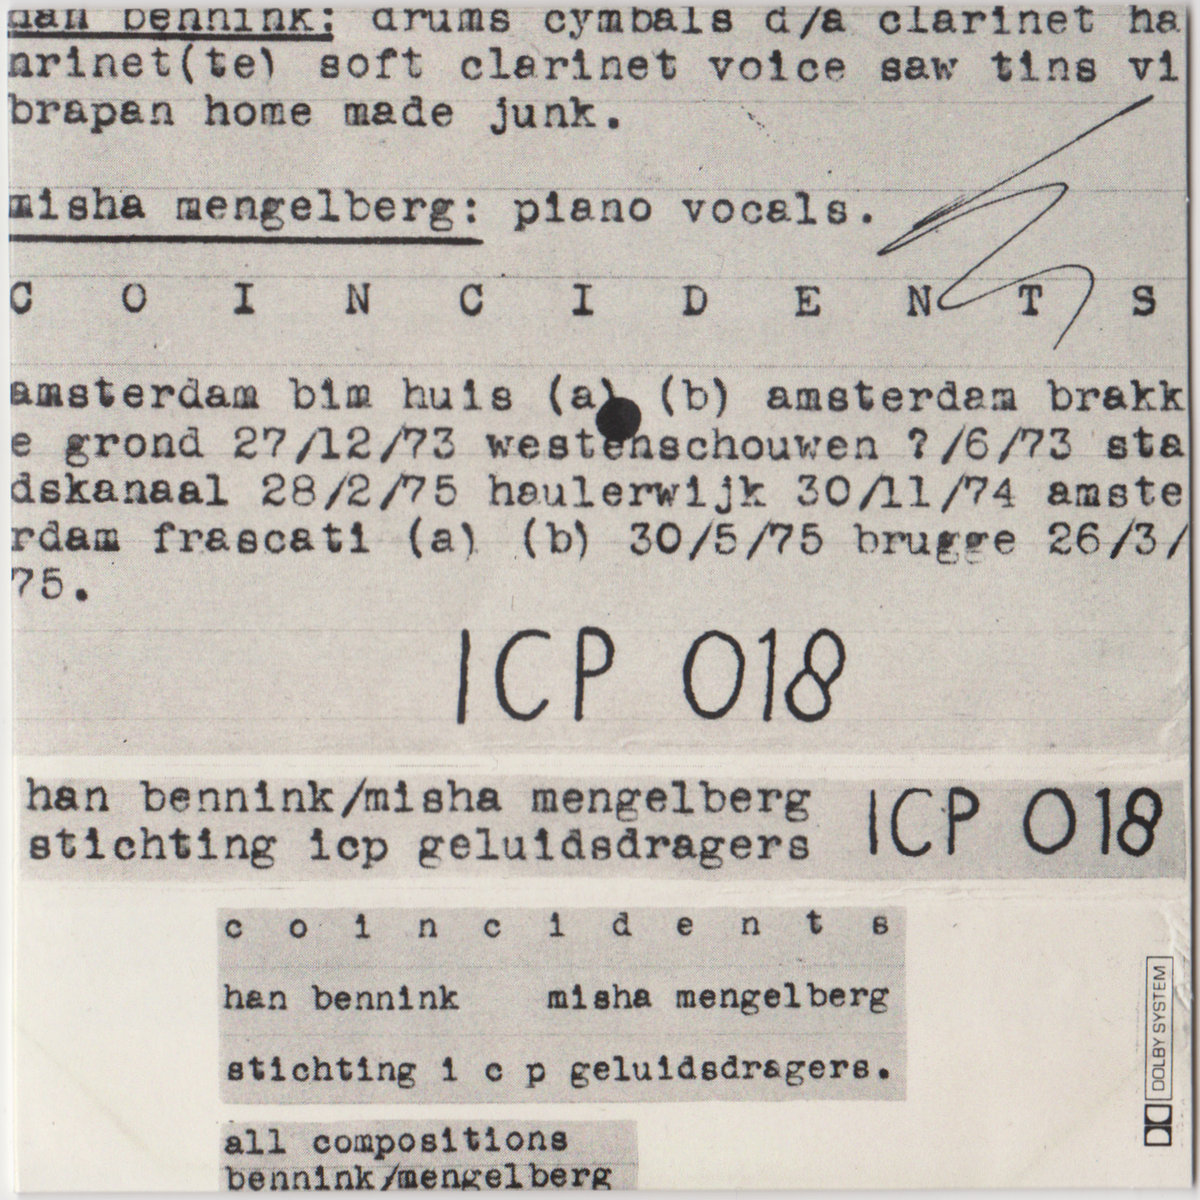 han bennink: drums cymbals d/a clarinet ha
nrinet(te) soft clarinet voice saw tins vi
brapan home made junk.
misha mengelberg: piano vocals.
C O I N C I D E N T S
amsterdam bim huis (a) (b) amsterdam brakk
e grond 27/12/73 westenschouwen ?/6/73 sta
dskanaal 28/2/75 haulerwijk 30/11/74 amste
rdam frascati (a) (b) 30/5/75 brugge 26/3/
75.
ICP 018
han bennink/misha mengelberg ICP 018
stichting icp geluidsdragers
c o i n c i d e n t s
han bennink misha mengelberg
stichting i c p geluidsdragers.
all compositions
bennink/mengelberg
DOLBY SYSTEM